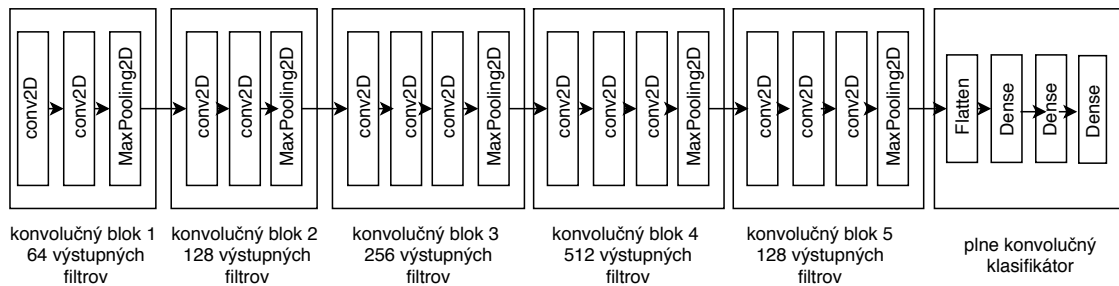 conv2D
conv2D
MaxPooling2D
conv2D
conv2D
MaxPooling2D
conv2D
conv2D
conv2D
MaxPooling2D
conv2D
conv2D
conv2D
MaxPooling2D
conv2D
conv2D
conv2D
MaxPooling2D
Flatten
Dense
Dense
Dense
konvolučný blok 1
64 výstupných
filtrov
konvolučný blok 2
128 výstupných
filtrov
konvolučný blok 3
256 výstupných
filtrov
konvolučný blok 4
512 výstupných
filtrov
konvolučný blok 5
128 výstupných
filtrov
plne konvolučný
klasifikátor